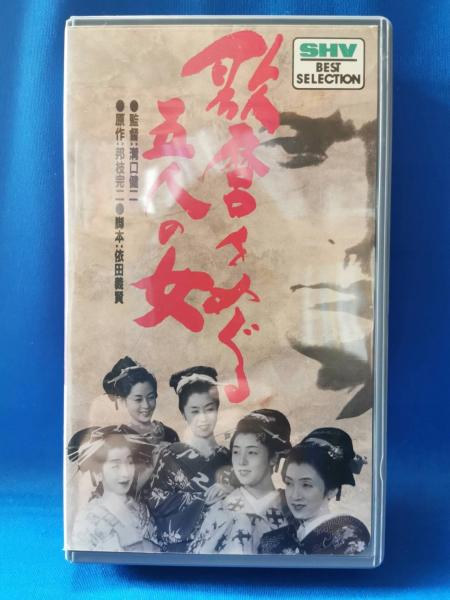 SHV
BEST
SELECTION
歌麿をめぐる
五人の女
●監督:溝口健二
●原作:邦枝完二●脚本:依田義賢